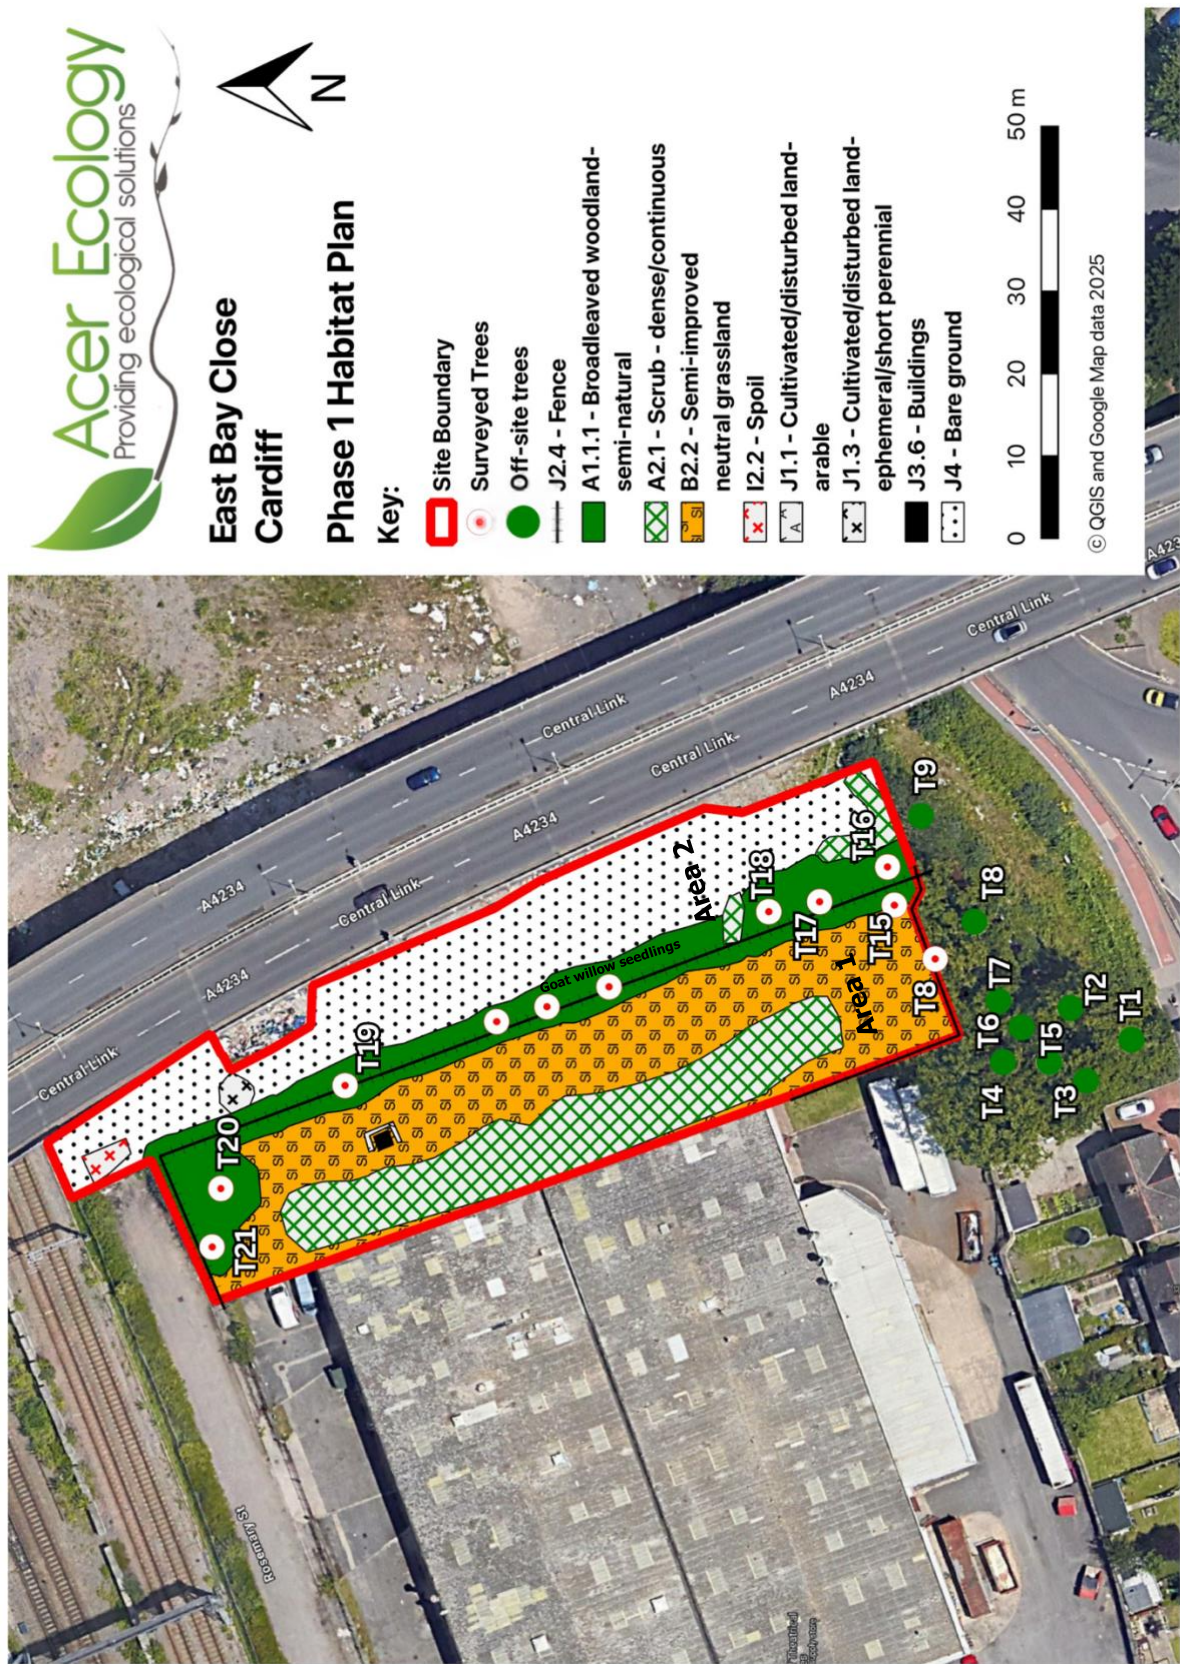 Acer Ecology
Providing ecological solutions
East Bay Close
Cardiff
N
Phase 1 Habitat Plan
Key:
Site Boundary
Surveyed Trees
Off-site trees
J2.4 - Fence
A1.1.1 - Broadleaved woodland-
semi-natural
A2.1 - Scrub - dense/continuous
SI SI
B2.2 - Semi-improved
neutral grassland
I2.2 - Spoil
A
J1.1 - Cultivated/disturbed land-
arable
J1.3 - Cultivated/disturbed land-
ephemeral/short perennial
J3.6 - Buildings
J4 - Bare ground
0 10 20 30 40 50 m
© QGIS and Google Map data 2025
Central Link
A4234
A4234
Central Link
A4234
Central Link
Central Link
A4234
Central Link
A423
T21
T20
T19
Goat willow seedlings
Area 2
T18
T17
T16
T15
Area 1
T8
T9
T8
T7
T6
T5
T4
T3
T2
T1
Rosemary St
Theatrical